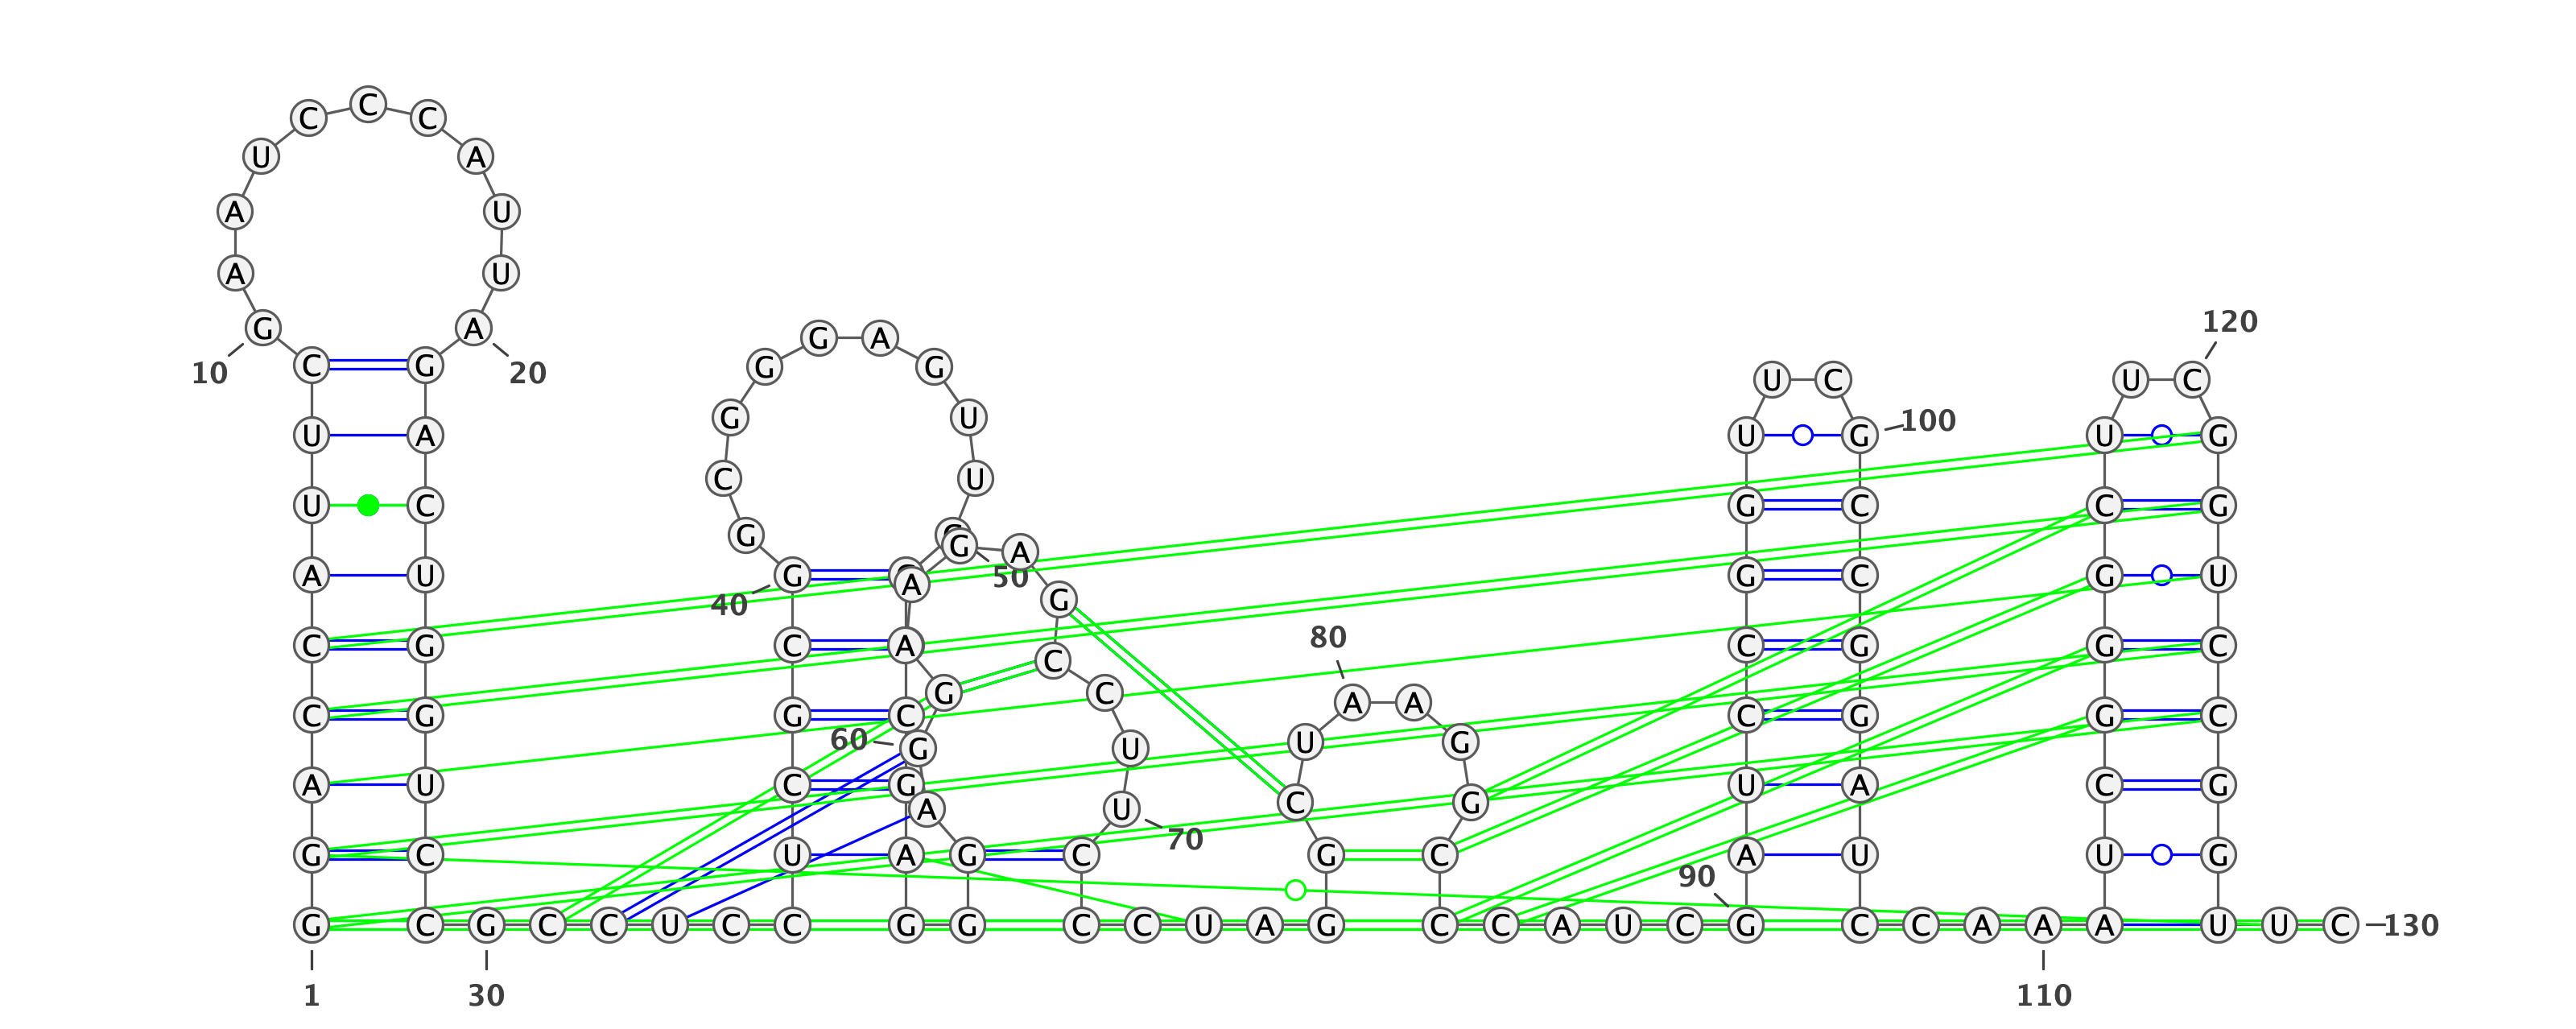 C
C C
U A
A U
A U
120
G A
G A
G G
U C U C
10 20
G U
100
U A U G U G
C U
U C G C C G
G G
G A
A U G A G C G U
50
G
40
80
C G C A C G G C
C
G C
C G G C C G G C
A A
60 G U U G
A U C G U A C G
A U C G
70
G C U A G C G C A U U G
90
G C G C C U C C G G C C U A G C C A U C G C C A A A U U C 130
1 30 110